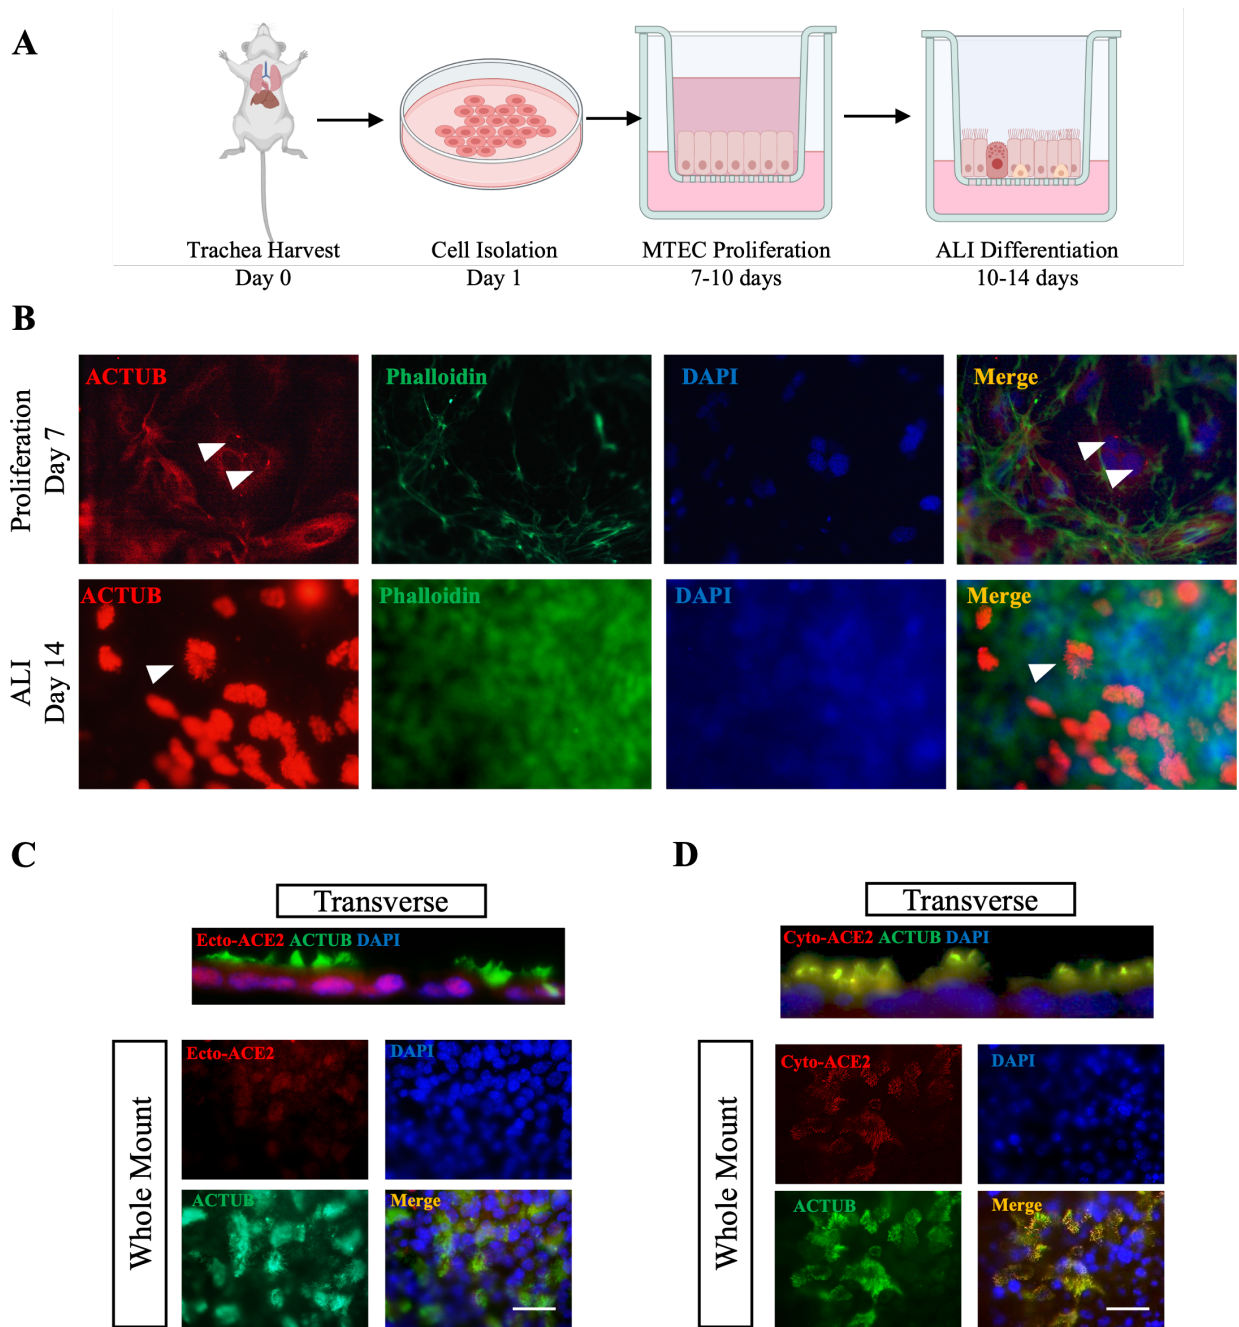 A
Trachea Harvest
Day 0
Cell Isolation
Day 1
MTEC Proliferation
7-10 days
ALI Differentiation
10-14 days
B
Proliferation
Day 7
ACTUB
Phalloidin
DAPI
Merge
ALI
Day 14
ACTUB
Phalloidin
DAPI
Merge
C
Transverse
Ecto-ACE2 ACTUB DAPI
Whole Mount
Ecto-ACE2
DAPI
ACTUB
Merge
D
Transverse
Cyto-ACE2 ACTUB DAPI
Whole Mount
Cyto-ACE2
DAPI
ACTUB
Merge